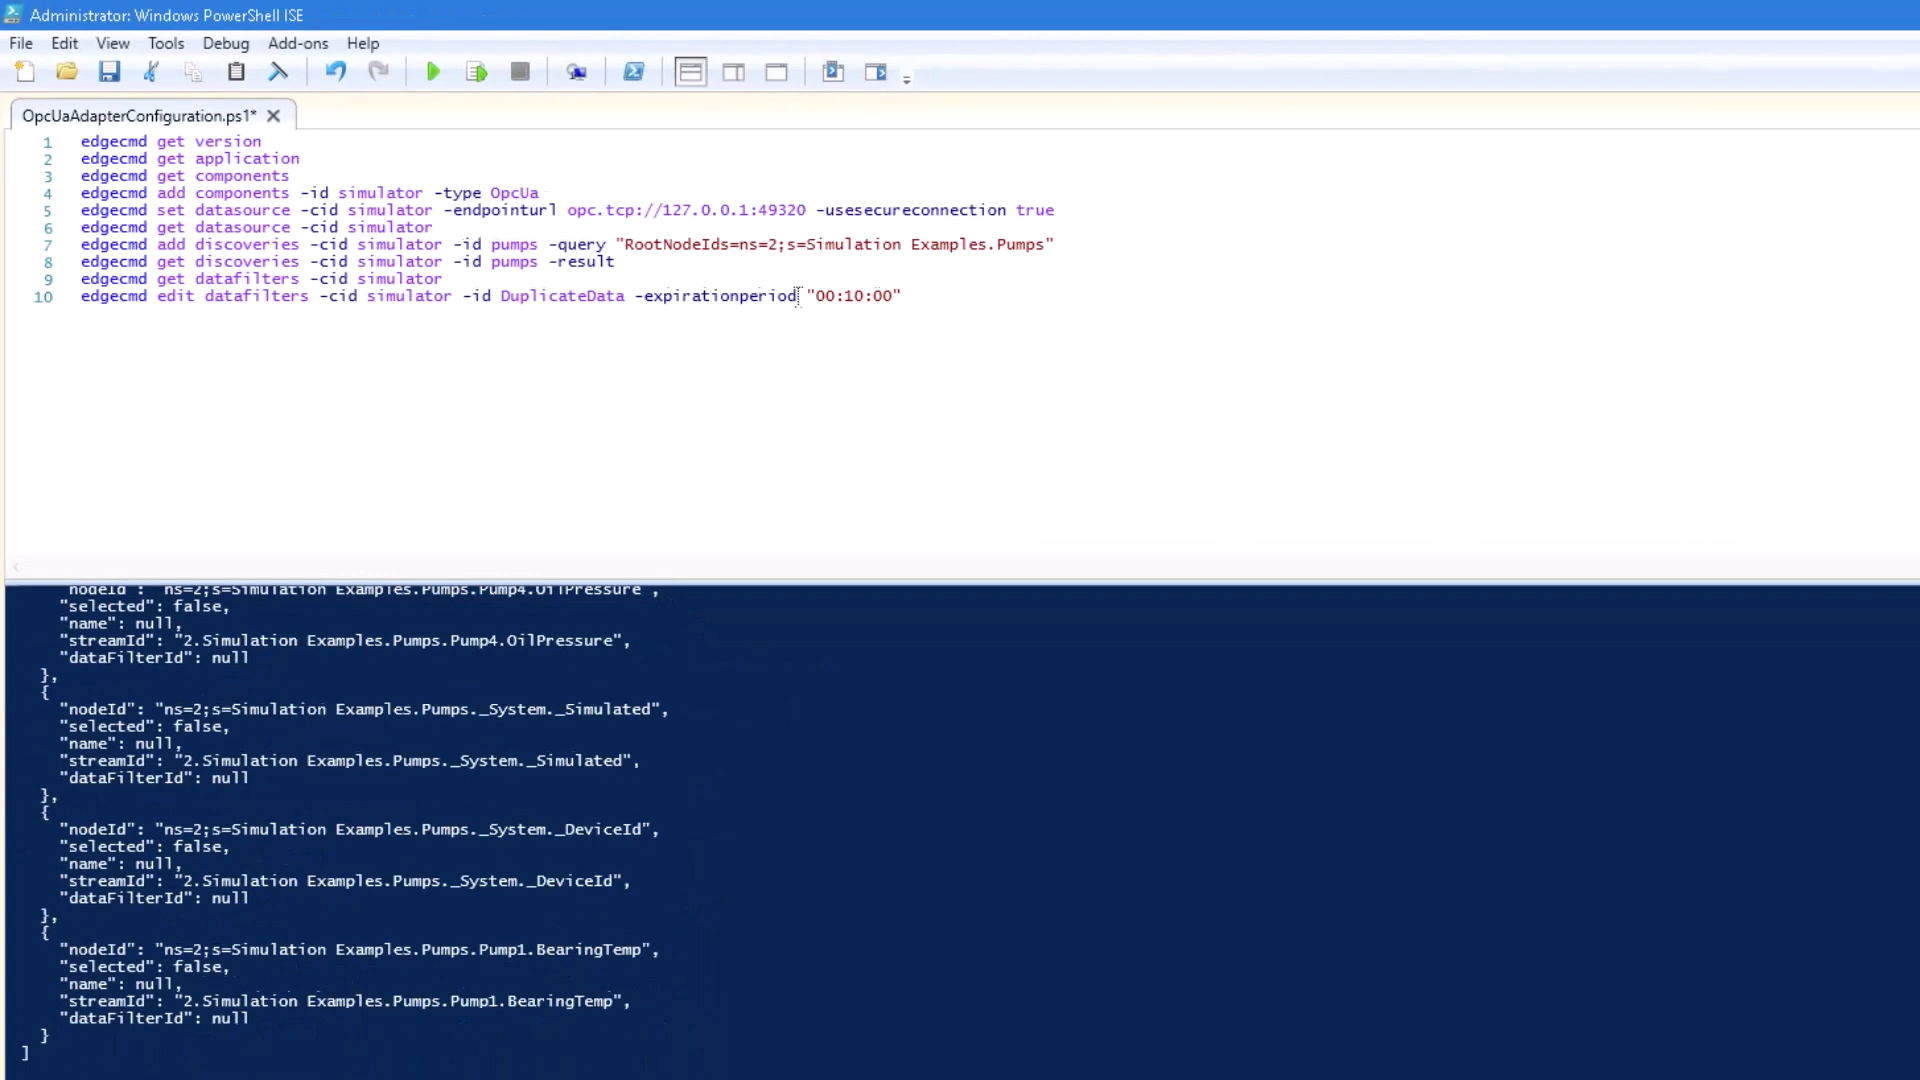 Administrator: Windows PowerShell ISE
File Edit View Tools Debug Add-ons Help
OpcUaAdapterConfiguration.ps1*
1 edgecmd get version
2 edgecmd get application
3 edgecmd get components
4 edgecmd add components -id simulator -type OpcUa
5 edgecmd set datasource -cid simulator -endpointurl opc.tcp://127.0.0.1:49320 -usesecureconnection true
6 edgecmd get datasource -cid simulator
7 edgecmd add discoveries -cid simulator -id pumps -query "RootNodeIds=ns=2;s=Simulation Examples.Pumps"
8 edgecmd get discoveries -cid simulator -id pumps -result
9 edgecmd get datafilters -cid simulator
10 edgecmd edit datafilters -cid simulator -id DuplicateData -expirationperiod "00:10:00"
"nodeId": "ns=2;s=Simulation Examples.Pumps.Pump4.OilPressure",
"selected": false,
"name": null,
"streamId": "2.Simulation Examples.Pumps.Pump4.OilPressure",
"dataFilterId": null
},
{
"nodeId": "ns=2;s=Simulation Examples.Pumps._System._Simulated",
"selected": false,
"name": null,
"streamId": "2.Simulation Examples.Pumps._System._Simulated",
"dataFilterId": null
},
{
"nodeId": "ns=2;s=Simulation Examples.Pumps._System._DeviceId",
"selected": false,
"name": null,
"streamId": "2.Simulation Examples.Pumps._System._DeviceId",
"dataFilterId": null
},
{
"nodeId": "ns=2;s=Simulation Examples.Pumps.Pump1.BearingTemp",
"selected": false,
"name": null,
"streamId": "2.Simulation Examples.Pumps.Pump1.BearingTemp",
"dataFilterId": null
}
]